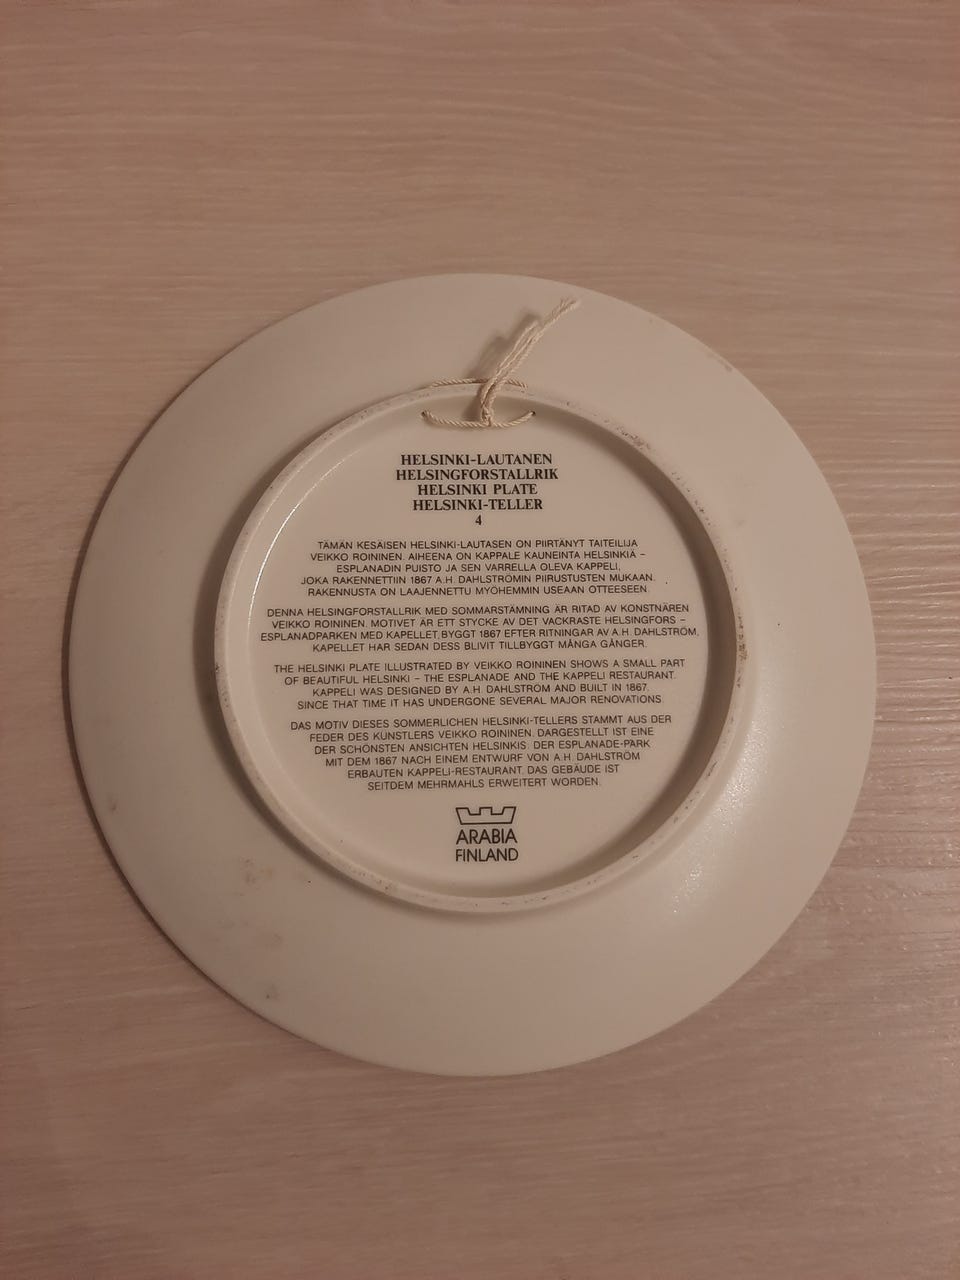 HELSINKI-LAUTANEN
HELSINGFORSTALLRIK
HELSINKI PLATE
HELSINKI-TELLER
4
TÄMÄN KESÄISEN HELSINKI-LAUTASEN ON PIIRTÄNYT TAITEILIJA
VEIKKO ROININEN. AIHEENA ON KAPPALE KAUNEINTA HELSINKIÄ –
ESPLANADIN PUISTO JA SEN VARRELLA OLEVA KAPPELI,
JOKA RAKENNETTIIN 1867 A.H. DAHLSTRÖMIN PIIRUSTUSTEN MUKAAN.
RAKENNUSTA ON LAAJENNETTU MYÖHEMMIN USEAAN OTTEESEEN.
DENNA HELSINGFORSTALLRIK MED SOMMARSTÄMNING ÄR RITAD AV KONSTNÄREN
VEIKKO ROININEN. MOTIVET ÄR ETT STYCKE AV DET VACKRASTE HELSINGFORS –
ESPLANADPARKEN MED KAPELLET, BYGGT 1867 EFTER RITNINGAR AV A.H. DAHLSTRÖM,
KAPELLET HAR SEDAN DESS BLIVIT TILLBYGGT MÅNGA GÅNGER.
THE HELSINKI PLATE ILLUSTRATED BY VEIKKO ROININEN SHOWS A SMALL PART
OF BEAUTIFUL HELSINKI – THE ESPLANADE AND THE KAPPELI RESTAURANT.
KAPPELI WAS DESIGNED BY A.H. DAHLSTRÖM AND BUILT IN 1867.
SINCE THAT TIME IT HAS UNDERGONE SEVERAL MAJOR RENOVATIONS.
DAS MOTIV DIESES SOMMERLICHEN HELSINKI-TELLERS STAMMT AUS DER
FEDER DES KÜNSTLERS VEIKKO ROININEN. DARGESTELLT IST EINE
DER SCHÖNSTEN ANSICHTEN HELSINKIS: DER ESPLANADE-PARK
MIT DEM 1867 NACH EINEM ENTWURF VON A.H. DAHLSTRÖM
ERBAUTEN KAPPELI-RESTAURANT. DAS GEBÄUDE IST
SEITDEM MEHRMAHLS ERWEITERT WORDEN.
ARABIA
FINLAND